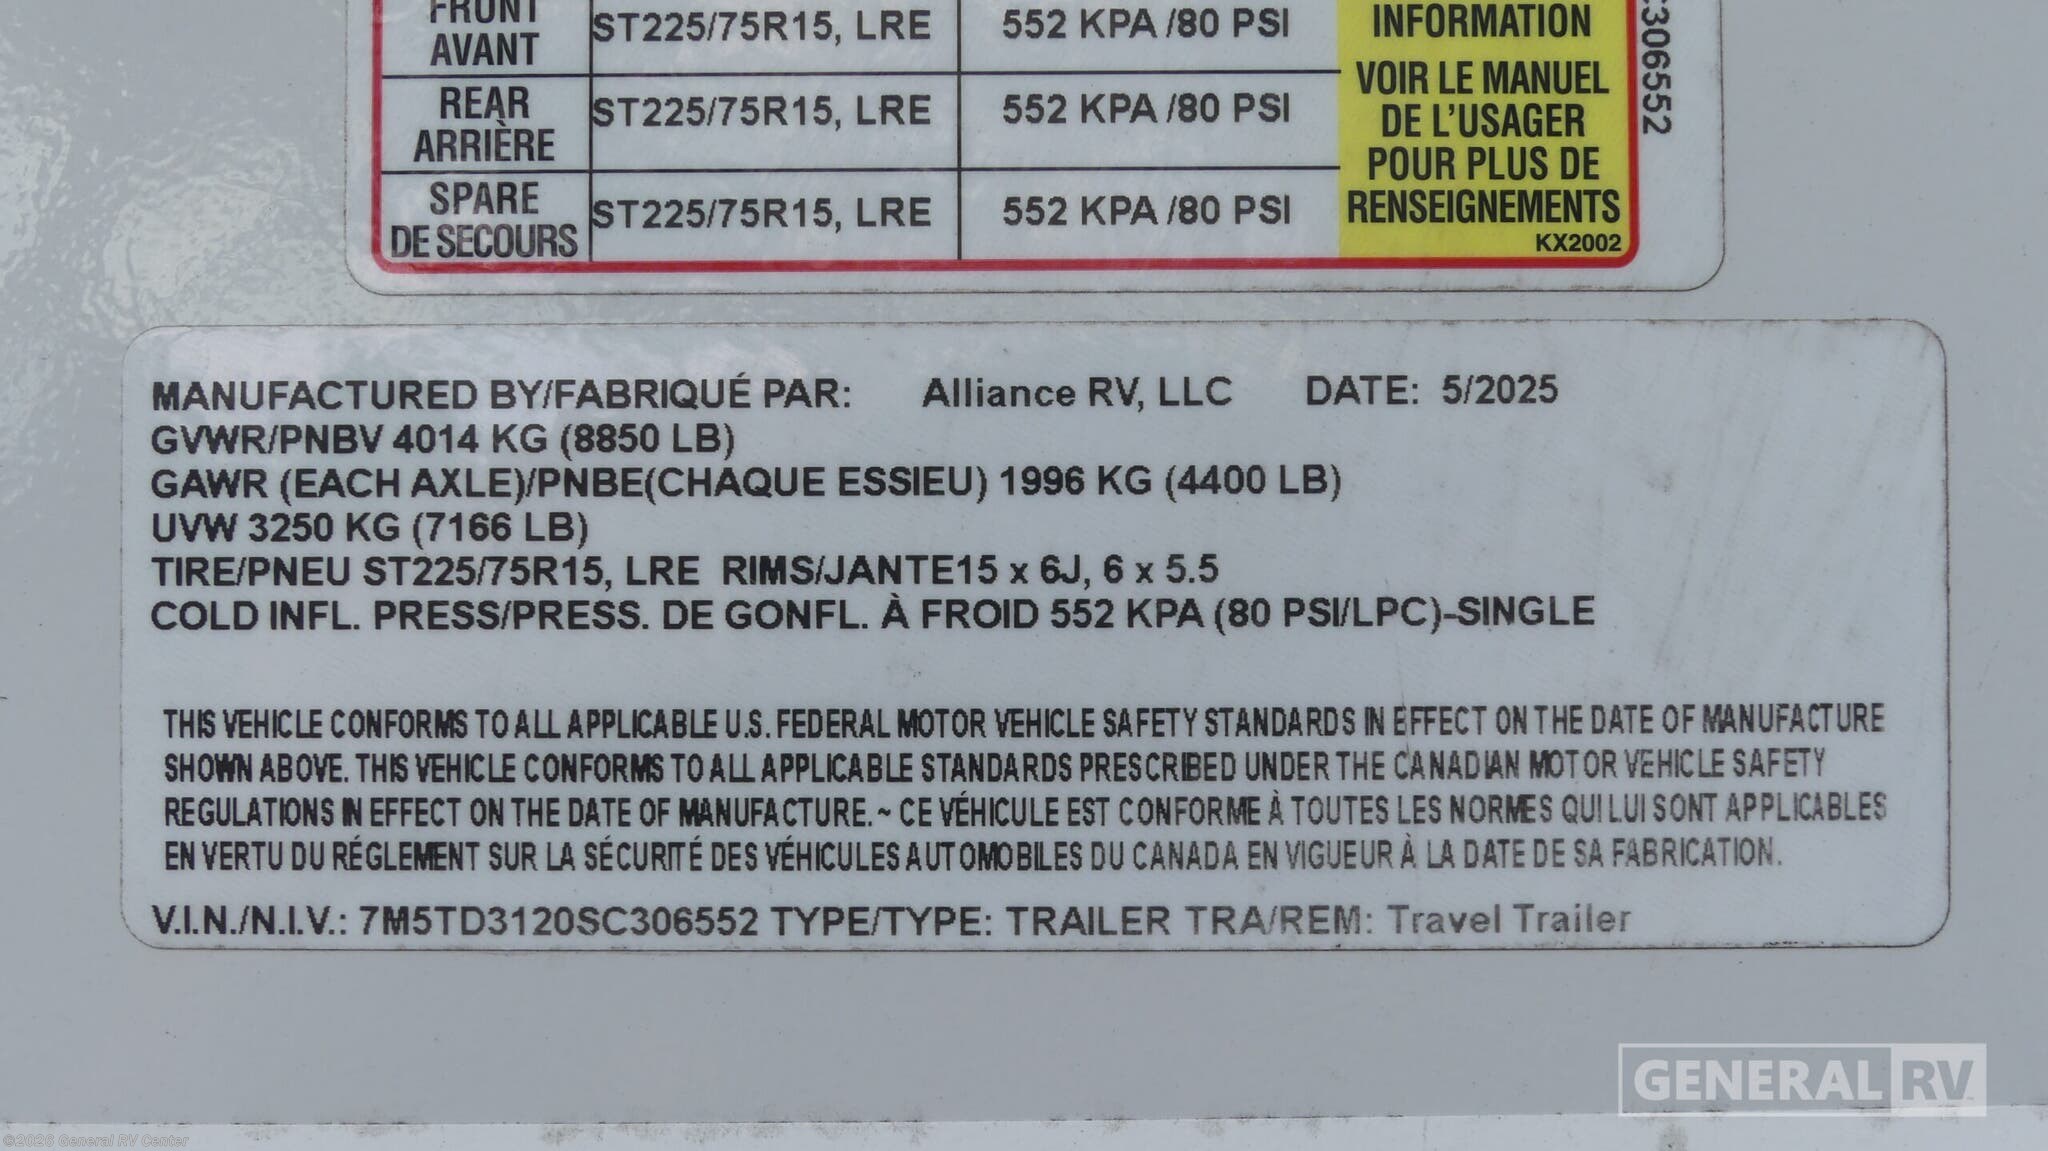 FRONT
AVANT
ST225/75R15, LRE
552 KPA /80 PSI
REAR
ARRIÈRE
ST225/75R15, LRE
552 KPA /80 PSI
SPARE
DE SECOURS
ST225/75R15, LRE
552 KPA /80 PSI
INFORMATION
VOIR LE MANUEL
DE L'USAGER
POUR PLUS DE
RENSEIGNEMENTS
KX2002
C306552
MANUFACTURED BY/FABRIQUÉ PAR: Alliance RV, LLC DATE: 5/2025
GVWR/PNBV 4014 KG (8850 LB)
GAWR (EACH AXLE)/PNBE(CHAQUE ESSIEU) 1996 KG (4400 LB)
UVW 3250 KG (7166 LB)
TIRE/PNEU ST225/75R15, LRE RIMS/JANTE15 x 6J, 6 x 5.5
COLD INFL. PRESS/PRESS. DE GONFL. À FROID 552 KPA (80 PSI/LPC)-SINGLE
THIS VEHICLE CONFORMS TO ALL APPLICABLE U.S. FEDERAL MOTOR VEHICLE SAFETY STANDARDS IN EFFECT ON THE DATE OF MANUFACTURE
SHOWN ABOVE. THIS VEHICLE CONFORMS TO ALL APPLICABLE STANDARDS PRESCRIBED UNDER THE CANADIAN MOTOR VEHICLE SAFETY
REGULATIONS IN EFFECT ON THE DATE OF MANUFACTURE. ~ CE VÉHICULE EST CONFORME À TOUTES LES NORMES QUI LUI SONT APPLICABLES
EN VERTU DU RÉGLEMENT SUR LA SÉCURITÉ DES VÉHICULES AUTOMOBILES DU CANADA EN VIGUEUR À LA DATE DE SA FABRICATION.
V.I.N./N.I.V.: 7M5TD3120SC306552 TYPE/TYPE: TRAILER TRA/REM: Travel Trailer
GENERAL RV
©2026 General RV Center